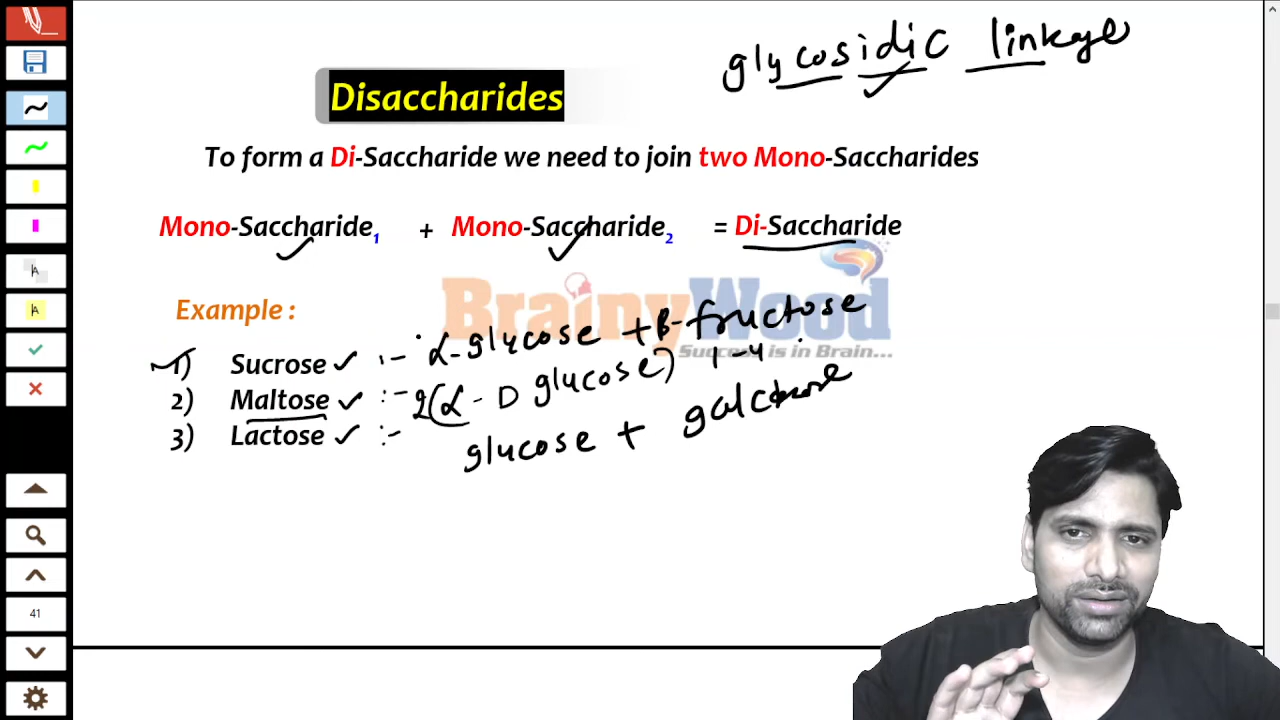 glycosidic linkage
Disaccharides
To form a Di-Saccharide we need to join two Mono-Saccharides
Mono-Saccharide1 + Mono-Saccharide2 = Di-Saccharide
BrainyWood
Success is in Brain...
Example :
1) Sucrose ✓ :- α-glucose + β-fructose
2) Maltose ✓ :- 2(α-D glucose) 1-4
3) Lactose ✓ :- glucose + galactose
A
A
41